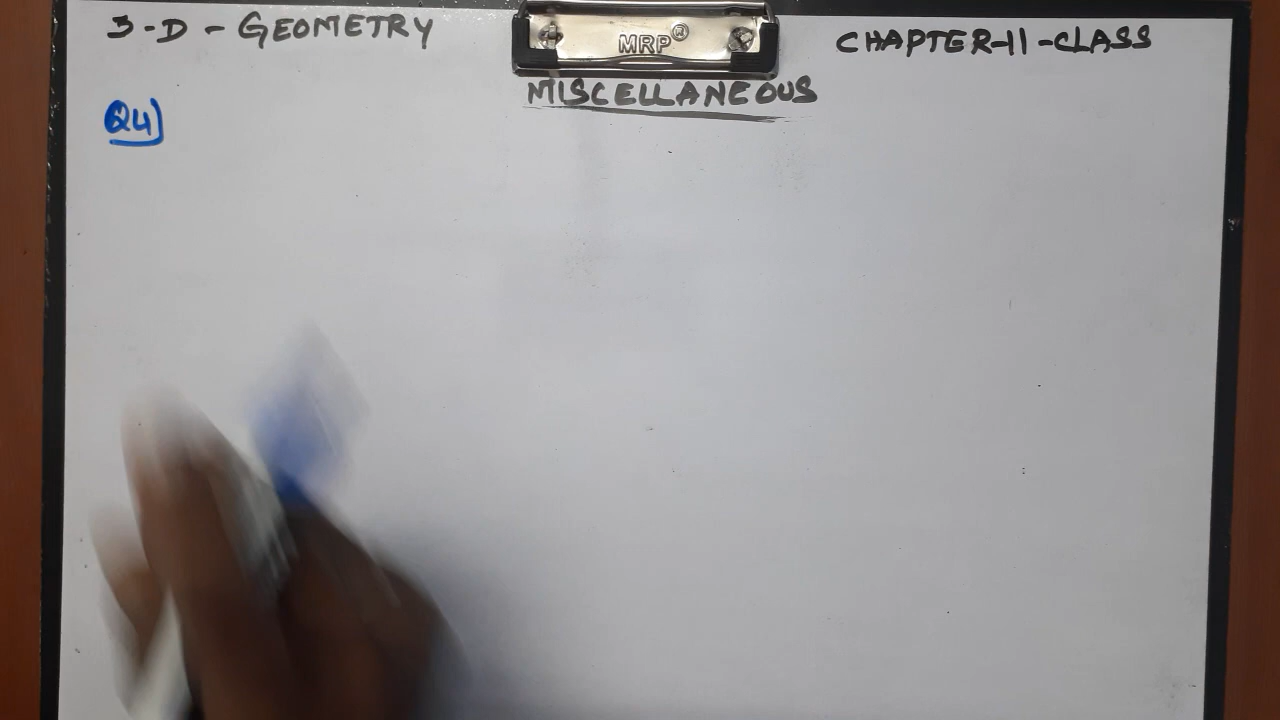 3-D - GEOMETRY
MRP®
CHAPTER-11-CLASS
MISCELLANEOUS
Q4)